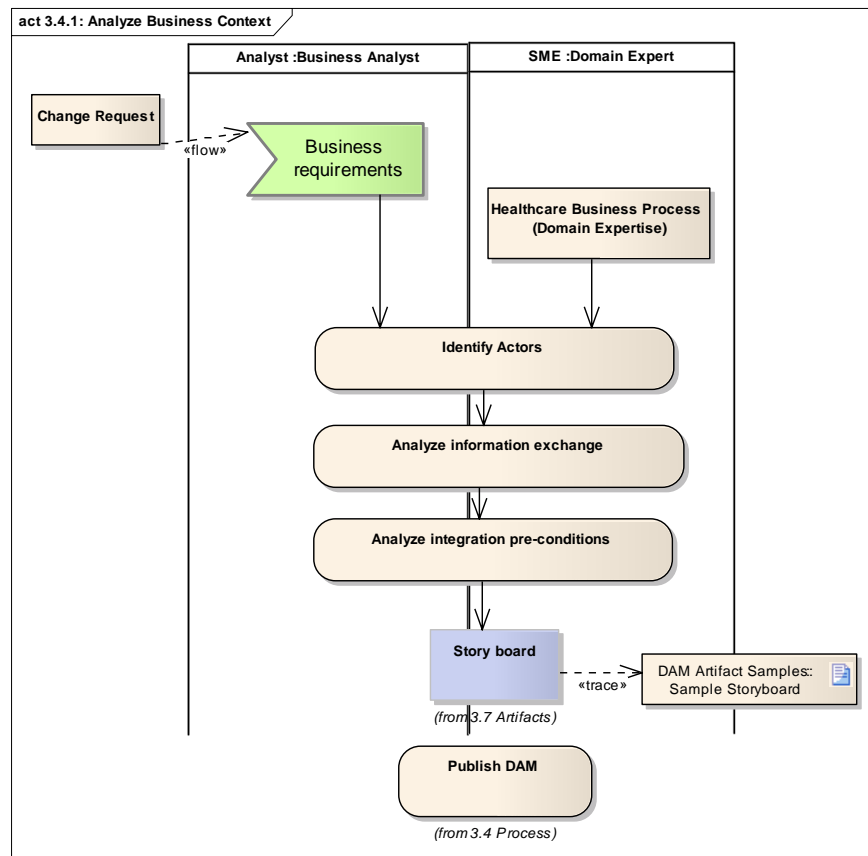 act 3.4.1: Analyze Business Context
Analyst :Business Analyst
SME :Domain Expert
Change Request
«flow»
Business
requirements
Healthcare Business Process
(Domain Expertise)
Identify Actors
Analyze information exchange
Analyze integration pre-conditions
Story board
«trace»
DAM Artifact Samples::
Sample Storyboard
(from 3.7 Artifacts)
Publish DAM
(from 3.4 Process)